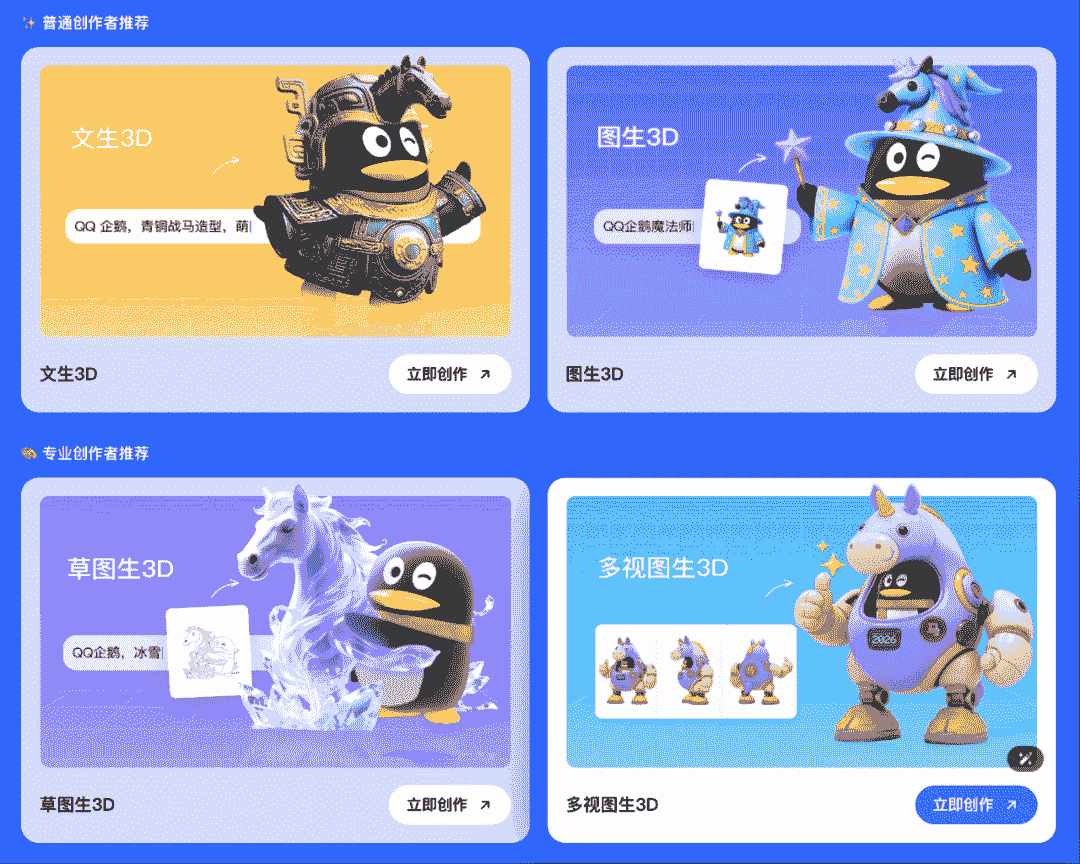 普通创作者推荐
文生3D
QQ 企鹅，青铜战马造型，萌
文生3D
立即创作
图生3D
QQ企鹅魔法师
图生3D
立即创作
专业创作者推荐
草图生3D
QQ企鹅，冰雪
草图生3D
立即创作
多视图生3D
2026
多视图生3D
立即创作